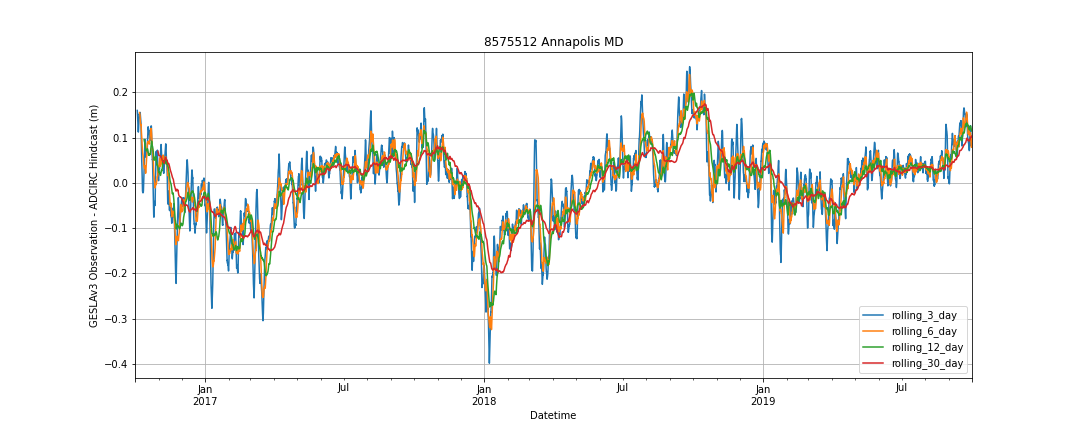 8575512 Annapolis MD
GESLAv3 Observation - ADCIRC Hindcast (m)
0.2
0.1
0.0
−0.1
−0.2
−0.3
−0.4
Jan
2017
Jul
Jan
2018
Jul
Jan
2019
Jul
Datetime
rolling_3_day
rolling_6_day
rolling_12_day
rolling_30_day